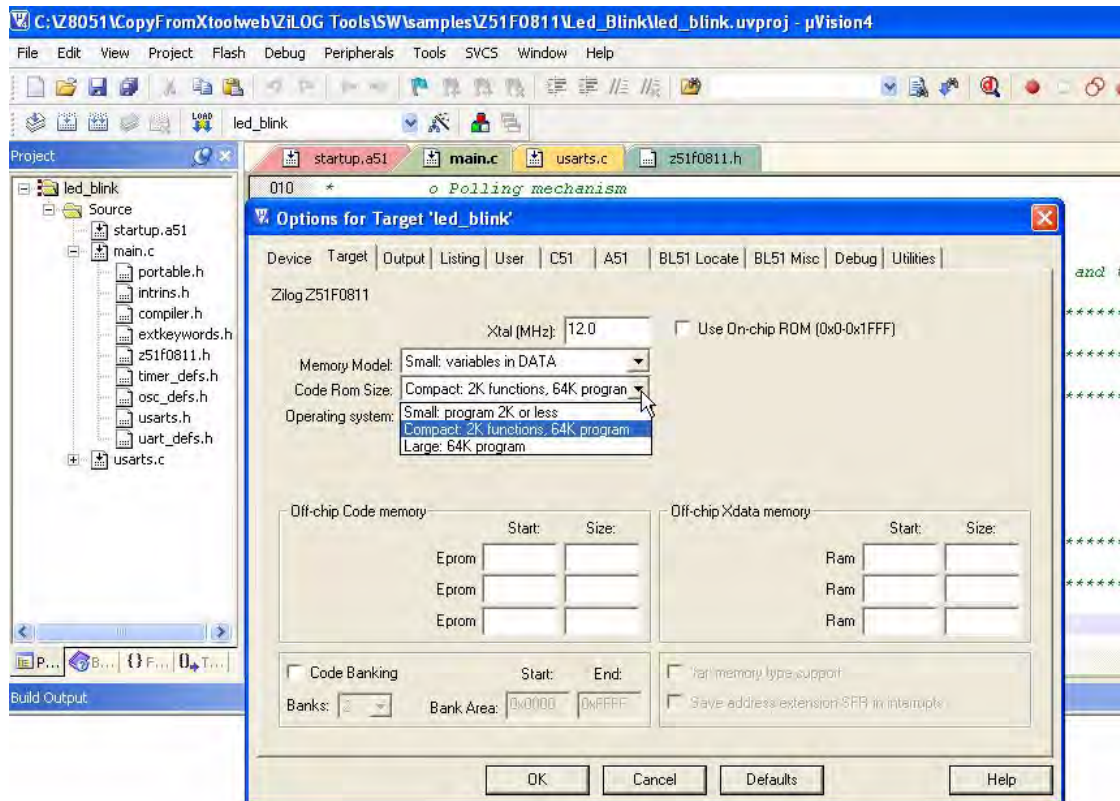 C:\Z8051\CopyFromXtoolweb\ZiLOG Tools\SW\samples\Z51F0811\Led_Blink\led_blink.uvproj - µVision4
File Edit View Project Flash Debug Peripherals Tools SVCS Window Help
LOAD led_blink
Project
startup.a51 main.c usarts.c z51f0811.h
led_blink
Source
startup.a51
main.c
portable.h
intrins.h
compiler.h
extkeywords.h
z51f0811.h
timer_defs.h
osc_defs.h
usarts.h
uart_defs.h
usarts.c
010 * o Polling mechanism
and
Options for Target 'led_blink'
Device Target Output Listing User C51 A51 BL51 Locate BL51 Misc Debug Utilities
Zilog Z51F0811
Xtal (MHz): 12.0 Use On-chip ROM (0x0-0x1FFF)
Memory Model: Small: variables in DATA
Code Rom Size: Compact: 2K functions, 64K program
Operating system:
Small: program 2K or less
Compact: 2K functions, 64K program
Large: 64K program
Off-chip Code memory
Start: Size:
Eprom
Eprom
Eprom
Off-chip Xdata memory
Start: Size:
Ram
Ram
Ram
Code Banking Start: End:
Banks: 2 Bank Area: 0x0000 0xFFFF
'far' memory type support
Save address extension SFR in interrupts
OK Cancel Defaults Help
P... B... {} F... 0 T...
Build Output